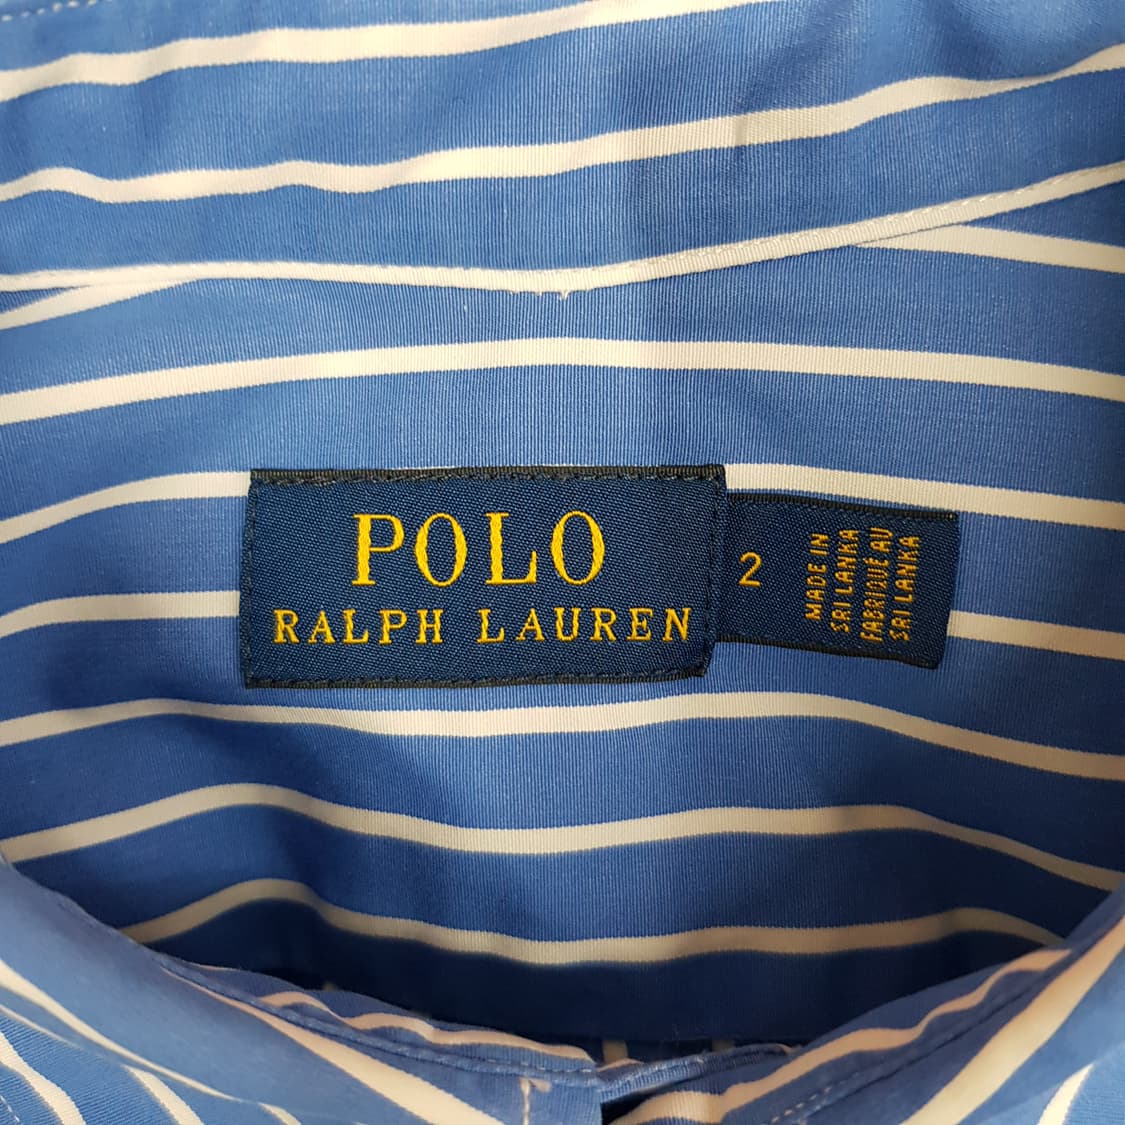 POLO
RALPH LAUREN
2
MADE IN
SRI LANKA
FABRIQUÉ AU
SRI LANKA